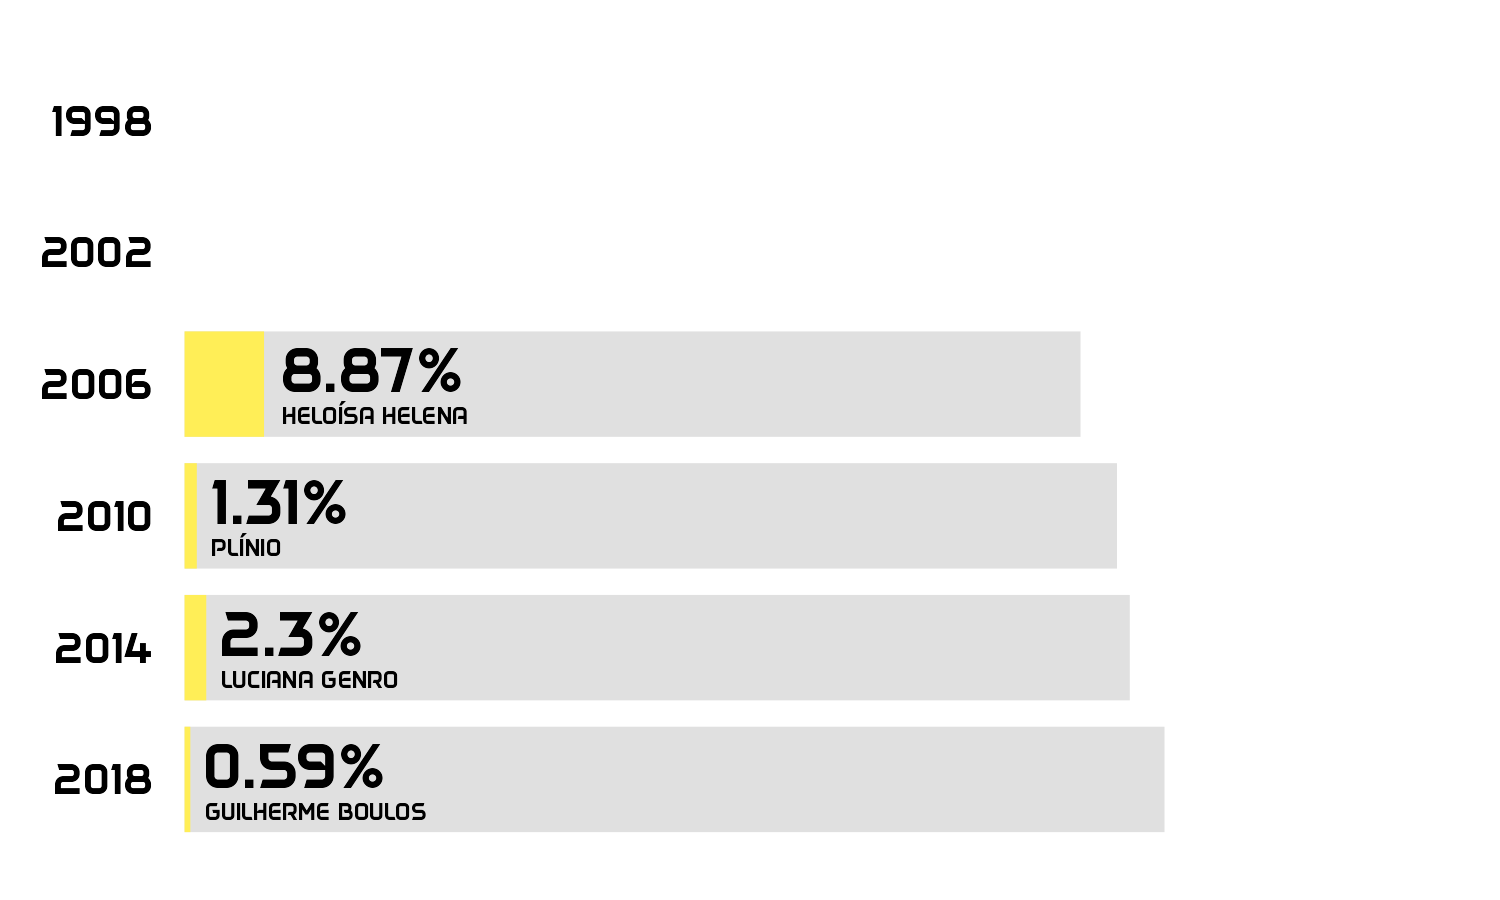 1998
2002
2006
8.87%
HELOÍSA HELENA
2010
1.31%
PLÍNIO
2014
2.3%
LUCIANA GENRO
2018
0.59%
GUILHERME BOULOS